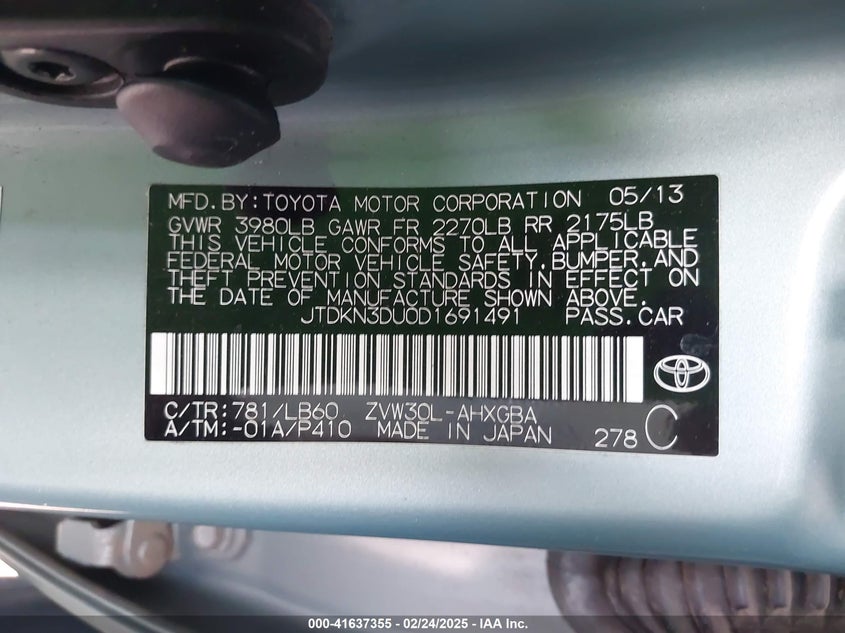 MFD.BY:TOYOTA MOTOR CORPORATION 05/13
GVWR 3980LB GAWR FR 2270LB RR 2175LB
THIS VEHICLE CONFORMS TO ALL APPLICABLE
FEDERAL MOTOR VEHICLE SAFETY,BUMPER,AND
THEFT PREVENTION STANDARDS IN EFFECT ON
THE DATE OF MANUFACTURE SHOWN ABOVE.
JTDKN3DU0D1691491 PASS.CAR
C/TR:781/LB60 ZVW30L-AHXGBA
A/TM:-01A/P410 MADE IN JAPAN 278 C
000-41637355 - 02/24/2025 - IAA Inc.